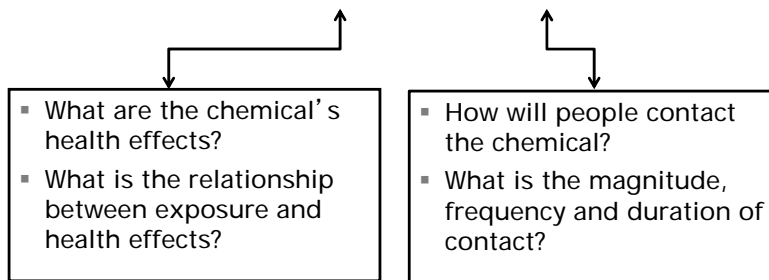 ▪ What are the chemical's
health effects?
▪ What is the relationship
between exposure and
health effects?
▪ How will people contact
the chemical?
▪ What is the magnitude,
frequency and duration of
contact?